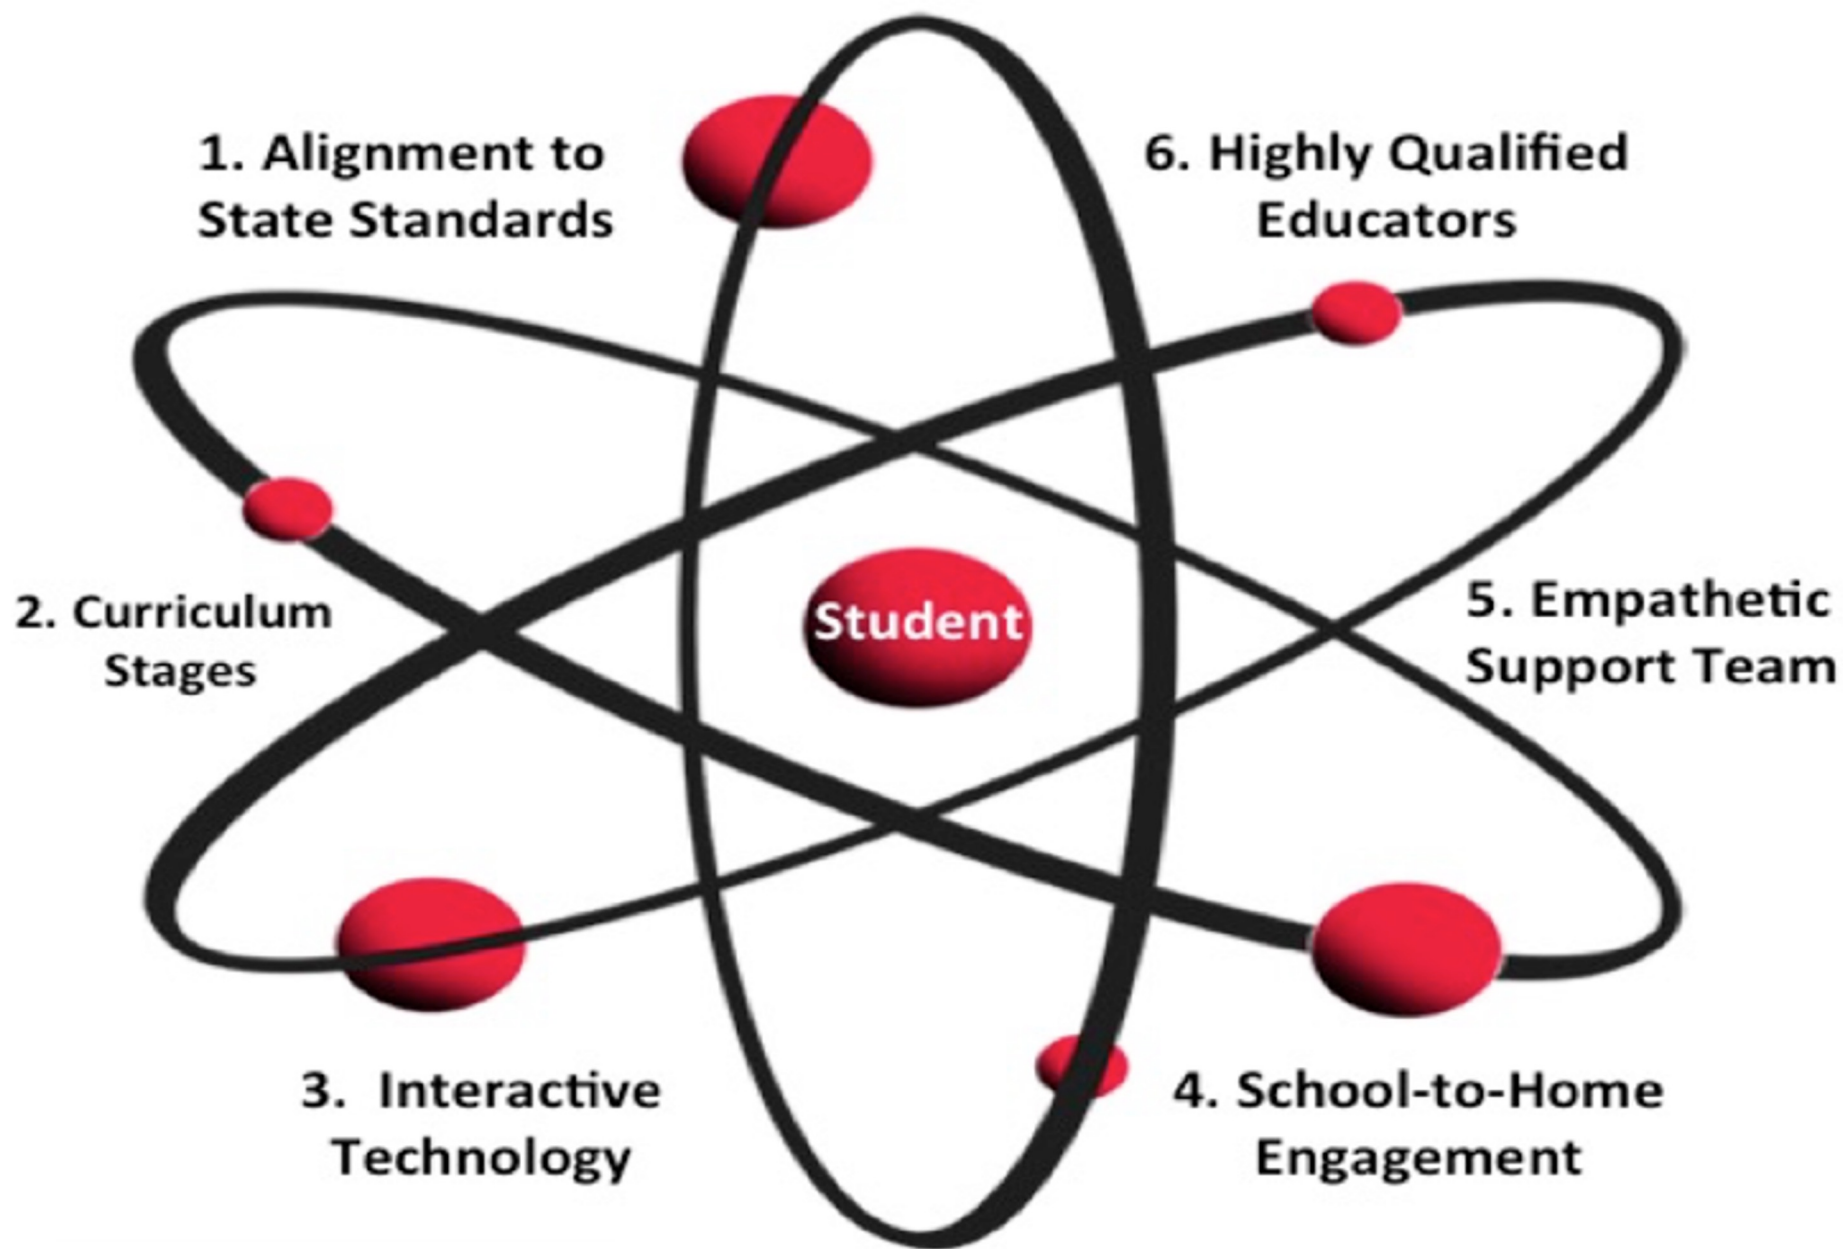 1. Alignment to
State Standards
2. Curriculum
Stages
3. Interactive
Technology
4. School-to-Home
Engagement
5. Empathetic
Support Team
6. Highly Qualified
Educators
Student